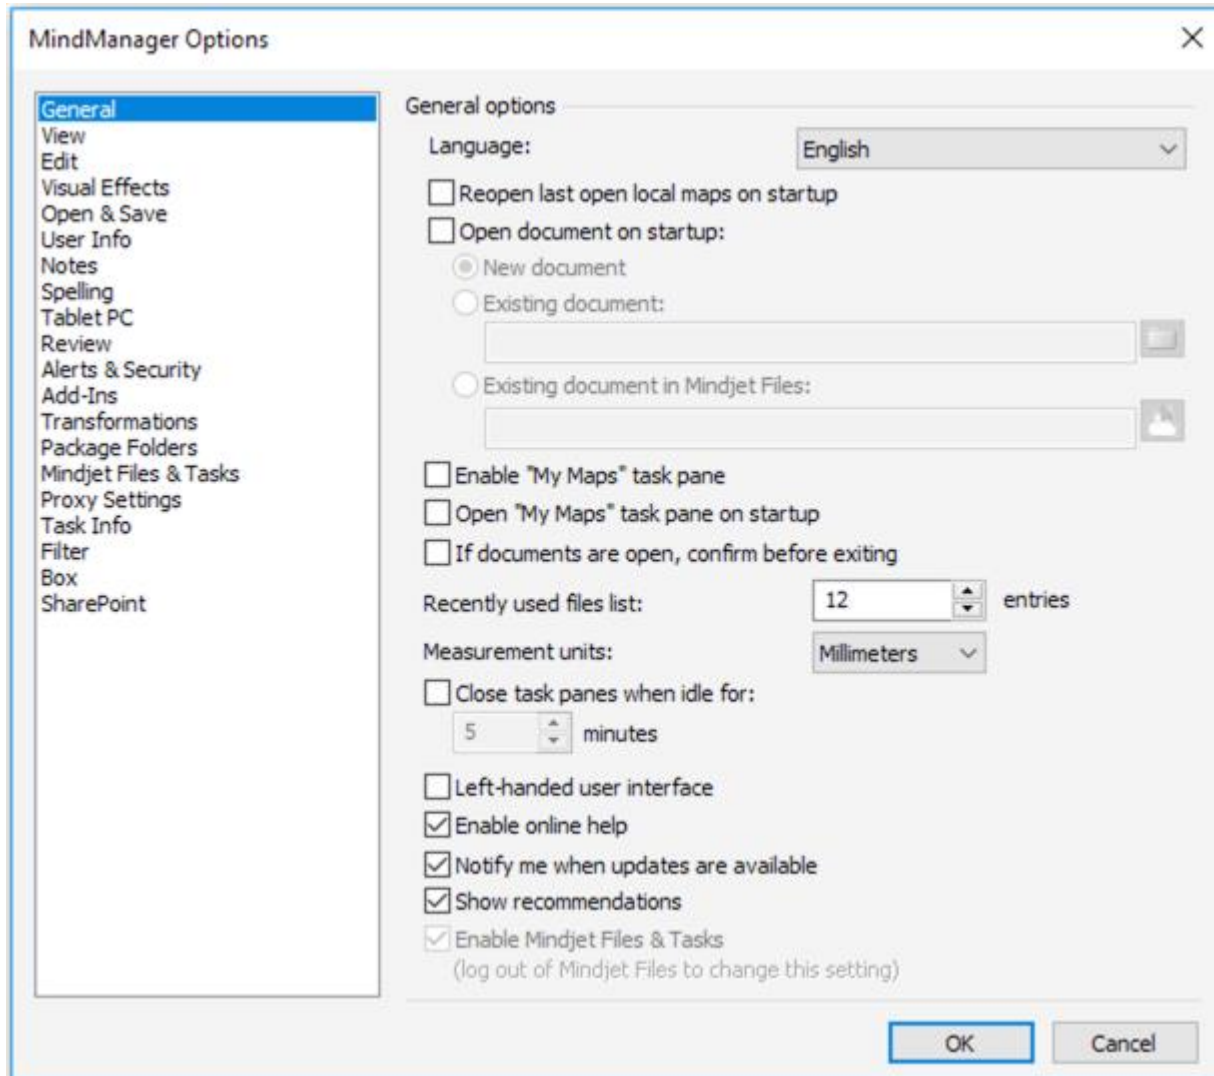 MindManager Options
General
View
Edit
Visual Effects
Open & Save
User Info
Notes
Spelling
Tablet PC
Review
Alerts & Security
Add-Ins
Transformations
Package Folders
Mindjet Files & Tasks
Proxy Settings
Task Info
Filter
Box
SharePoint
General options
Language: English
Reopen last open local maps on startup
Open document on startup:
New document
Existing document:
Existing document in Mindjet Files:
Enable "My Maps" task pane
Open "My Maps" task pane on startup
If documents are open, confirm before exiting
Recently used files list: 12 entries
Measurement units: Millimeters
Close task panes when idle for:
5 minutes
Left-handed user interface
Enable online help
Notify me when updates are available
Show recommendations
Enable Mindjet Files & Tasks
(log out of Mindjet Files to change this setting)
OK Cancel